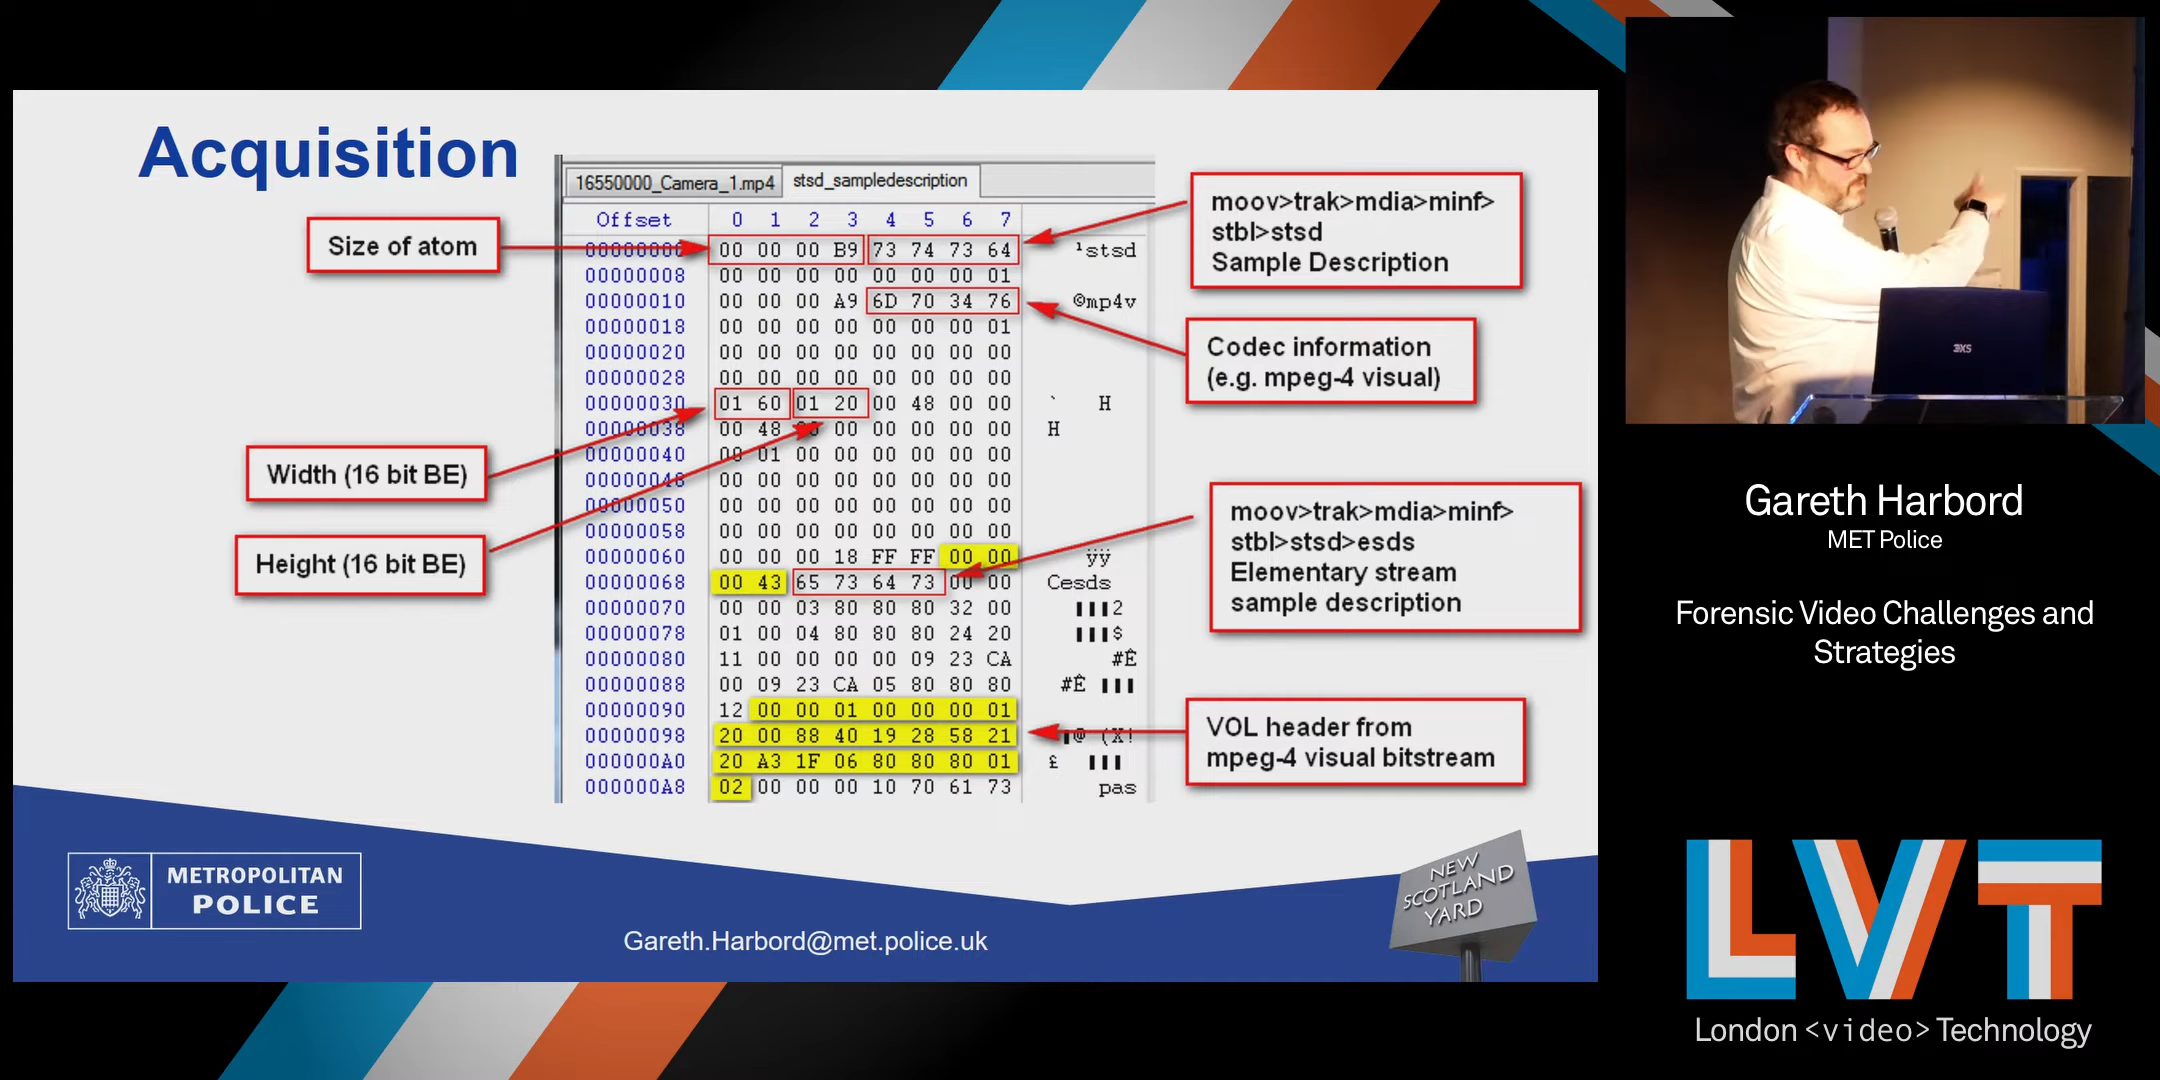 Acquisition
16550000_Camera_1.mp4
stsd_sampledescription
Offset 0 1 2 3 4 5 6 7
00000000 00 00 00 B9 73 74 73 64 ¹stsd
00000008 00 00 00 00 00 00 00 01
00000010 00 00 00 A9 6D 70 34 76 ©mp4v
00000018 00 00 00 00 00 00 00 01
00000020 00 00 00 00 00 00 00 00
00000028 00 00 00 00 00 00 00 00
00000030 01 60 01 20 00 48 00 00 ` H
00000038 00 48 00 00 00 00 00 00 H
00000040 00 01 00 00 00 00 00 00
00000048 00 00 00 00 00 00 00 00
00000050 00 00 00 00 00 00 00 00
00000058 00 00 00 00 00 00 00 00
00000060 00 00 00 18 FF FF 00 00 ÿÿ
00000068 00 43 65 73 64 73 00 00 Cesds
00000070 00 00 03 80 80 80 32 00 2
00000078 01 00 04 80 80 80 24 20 $
00000080 11 00 00 00 00 09 23 CA #Ê
00000088 00 09 23 CA 05 80 80 80 #Ê
00000090 12 00 00 01 00 00 00 01
00000098 20 00 88 40 19 28 58 21 @ (X!
000000A0 20 A3 1F 06 80 80 80 01 £
000000A8 02 00 00 00 10 70 61 73 pas
Size of atom
Width (16 bit BE)
Height (16 bit BE)
moov>trak>mdia>minf>
stbl>stsd
Sample Description
Codec information
(e.g. mpeg-4 visual)
moov>trak>mdia>minf>
stbl>stsd>esds
Elementary stream
sample description
VOL header from
mpeg-4 visual bitstream
METROPOLITAN
POLICE
Gareth.Harbord@met.police.uk
NEW
SCOTLAND
YARD
Gareth Harbord
MET Police
Forensic Video Challenges and
Strategies
LVT
London <video> Technology